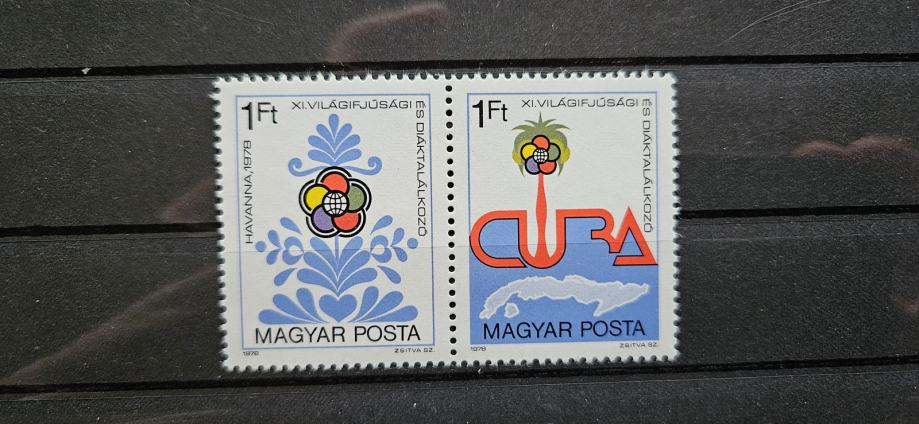 1Ft
XI.VILÁGIFJÚSÁGI
ÉS DIÁKTALÁLKOZÓ
HAVANNA,1978
MAGYAR POSTA
1978
ZSITVA SZ.
1Ft
XI.VILÁGIFJÚSÁGI
ÉS DIÁKTALÁLKOZÓ
CUBA
MAGYAR POSTA
1978
ZSITVA SZ.